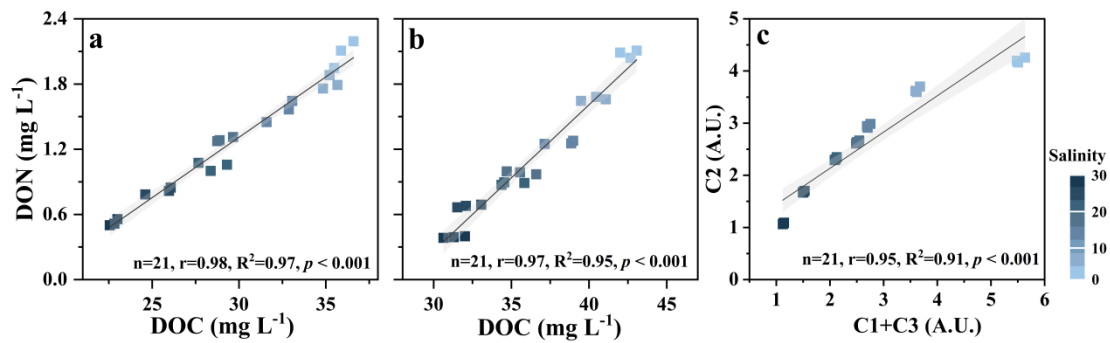 a
DON (mg L⁻¹)
2.4
1.8
1.2
0.6
0.0
n=21, r=0.98, R²=0.97, p < 0.001
25
30
35
DOC (mg L⁻¹)
b
n=21, r=0.97, R²=0.95, p < 0.001
30
35
40
45
DOC (mg L⁻¹)
c
C2 (A.U.)
5
4
3
2
1
0
n=21, r=0.95, R²=0.91, p < 0.001
1
2
3
4
5
6
C1+C3 (A.U.)
Salinity
30
20
10
0